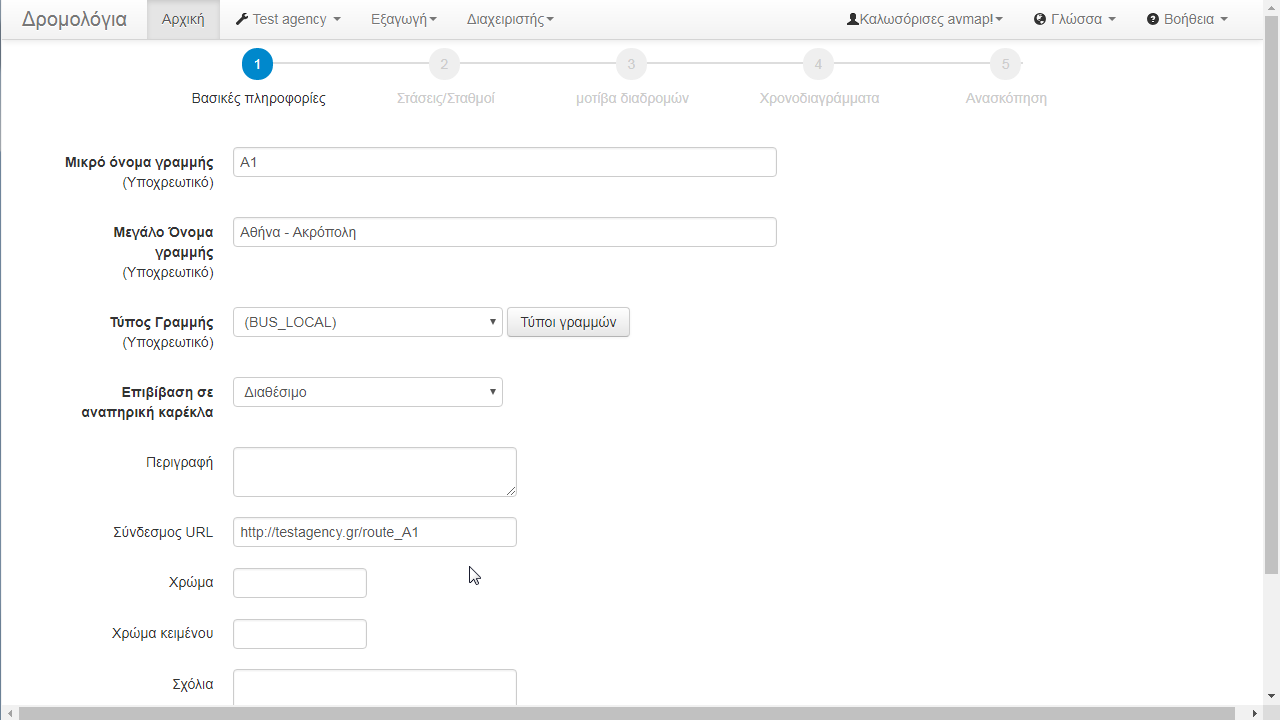 Δρομολόγια Αρχική Test agency Εξαγωγή Διαχειριστής Καλωσόρισες avmap! Γλώσσα Βοήθεια
1 2 3 4 5
Βασικές πληροφορίες Στάσεις/Σταθμοί μοτίβα διαδρομών Χρονοδιαγράμματα Ανασκόπηση
Μικρό όνομα γραμμής A1
(Υποχρεωτικό)
Μεγάλο Όνομα Αθήνα - Ακρόπολη
γραμμής
(Υποχρεωτικό)
Τύπος Γραμμής (BUS_LOCAL) Τύποι γραμμών
(Υποχρεωτικό)
Επιβίβαση σε Διαθέσιμο
αναπηρική καρέκλα
Περιγραφή
Σύνδεσμος URL http://testagency.gr/route_A1
Χρώμα
Χρώμα κειμένου
Σχόλια